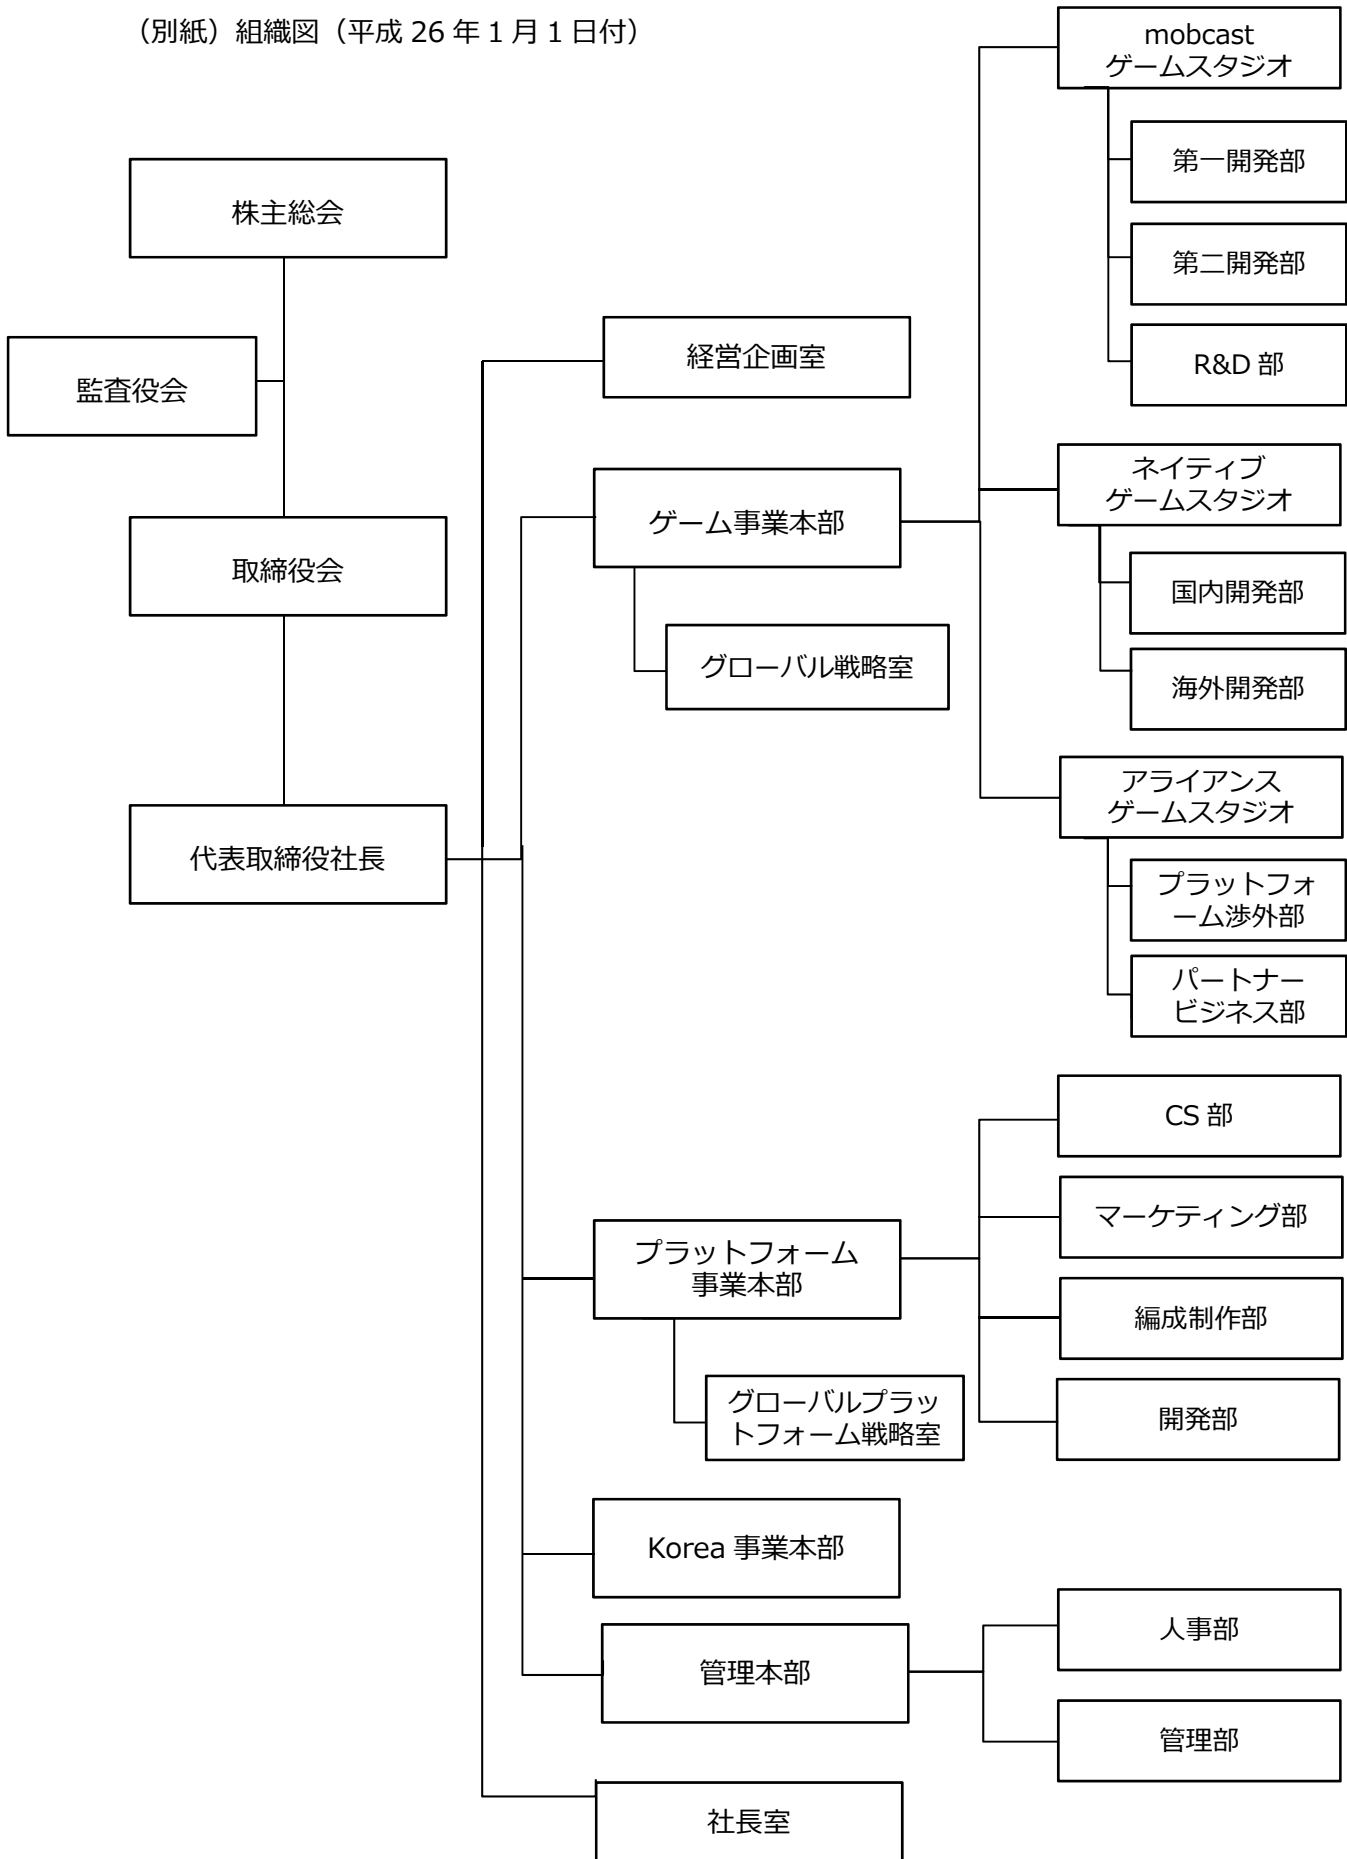 （別紙）組織図（平成 26 年 1 月 1 日付）
株主総会
監査役会
取締役会
代表取締役社長
経営企画室
ゲーム事業本部
グローバル戦略室
mobcast
ゲームスタジオ
第一開発部
第二開発部
R&D 部
ネイティブ
ゲームスタジオ
国内開発部
海外開発部
アライアンス
ゲームスタジオ
プラットフォ
ーム渉外部
パートナー
ビジネス部
プラットフォーム
事業本部
グローバルプラッ
トフォーム戦略室
CS 部
マーケティング部
編成制作部
開発部
Korea 事業本部
管理本部
人事部
管理部
社長室